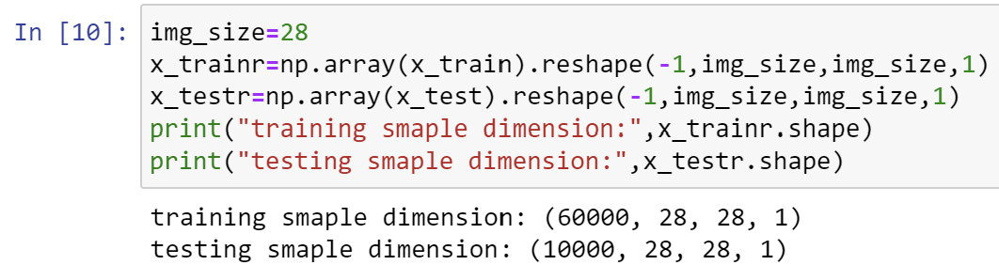 In [10]: img_size=28
x_trainr=np.array(x_train).reshape(-1,img_size,img_size,1)
x_testr=np.array(x_test).reshape(-1,img_size,img_size,1)
print("training smaple dimension:",x_trainr.shape)
print("testing smaple dimension:",x_testr.shape)
training smaple dimension: (60000, 28, 28, 1)
testing smaple dimension: (10000, 28, 28, 1)